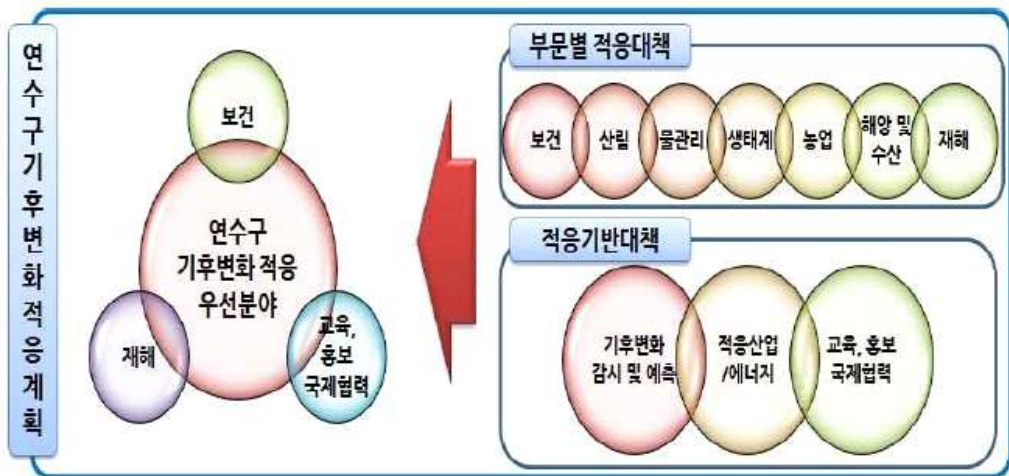 연수구기후변화적응계획
보건
연수구
기후변화 적응
우선분야
재해
교육,
홍보
국제협력
부문별 적응대책
보건
산림
물관리
생태계
농업
해양 및
수산
재해
적응기반대책
기후변화
감시 및 예측
적응산업
/에너지
교육, 홍보
국제협력